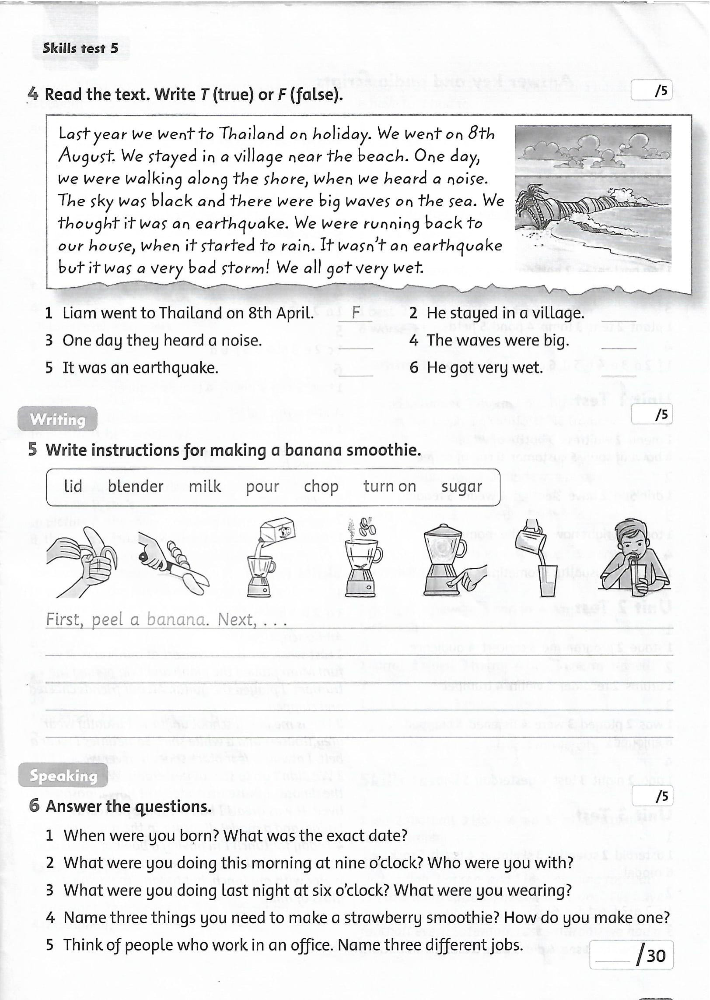 Skills test 5
4 Read the text. Write T (true) or F (false).
/5
Last year we went to Thailand on holiday. We went on 8th
August. We stayed in a village near the beach. One day,
we were walking along the shore, when we heard a noise.
The sky was black and there were big waves on the sea. We
thought it was an earthquake. We were running back to
our house, when it started to rain. It wasn't an earthquake
but it was a very bad storm! We all got very wet.
1 Liam went to Thailand on 8th April. F
2 He stayed in a village.
3 One day they heard a noise.
4 The waves were big.
5 It was an earthquake.
6 He got very wet.
Writing
/5
5 Write instructions for making a banana smoothie.
lid blender milk pour chop turn on sugar
First, peel a banana. Next, . . .
Speaking
/5
6 Answer the questions.
1 When were you born? What was the exact date?
2 What were you doing this morning at nine o'clock? Who were you with?
3 What were you doing last night at six o'clock? What were you wearing?
4 Name three things you need to make a strawberry smoothie? How do you make one?
5 Think of people who work in an office. Name three different jobs.
/30